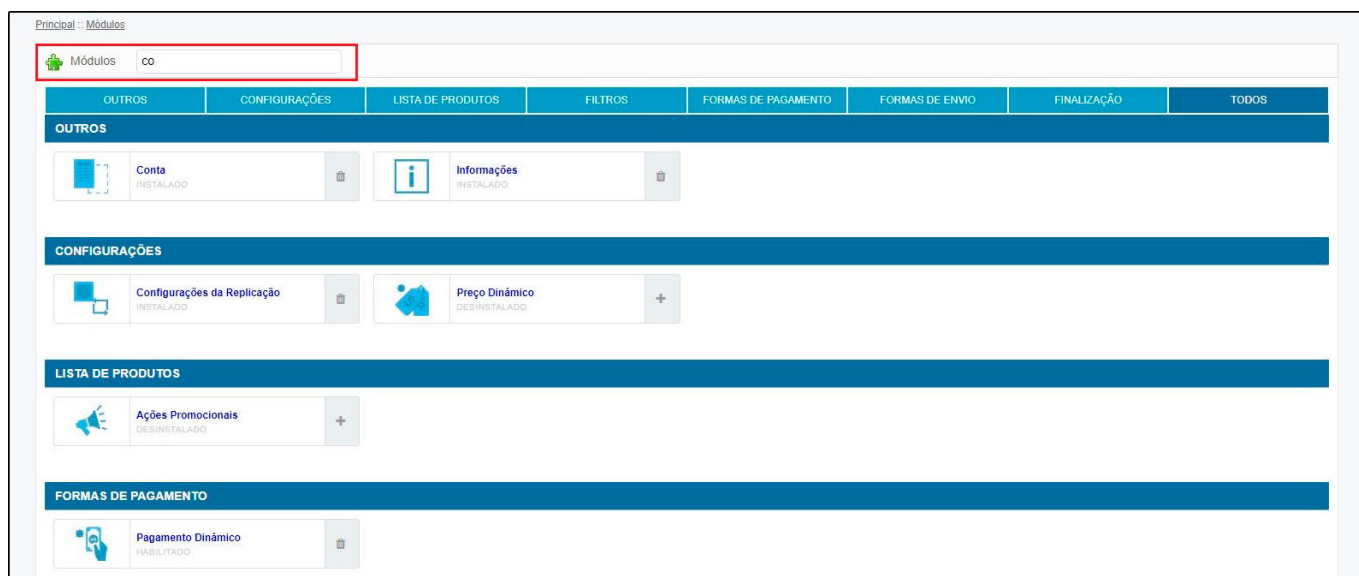 Principal :: Módulos
Módulos co
OUTROS CONFIGURAÇÕES LISTA DE PRODUTOS FILTROS FORMAS DE PAGAMENTO FORMAS DE ENVIO FINALIZAÇÃO TODOS
OUTROS
Conta Informações
INSTALADO INSTALADO
CONFIGURAÇÕES
Configurações da Replicação Preço Dinâmico
INSTALADO DESINSTALADO
LISTA DE PRODUTOS
Ações Promocionais
DESINSTALADO
FORMAS DE PAGAMENTO
Pagamento Dinâmico
HABILITADO